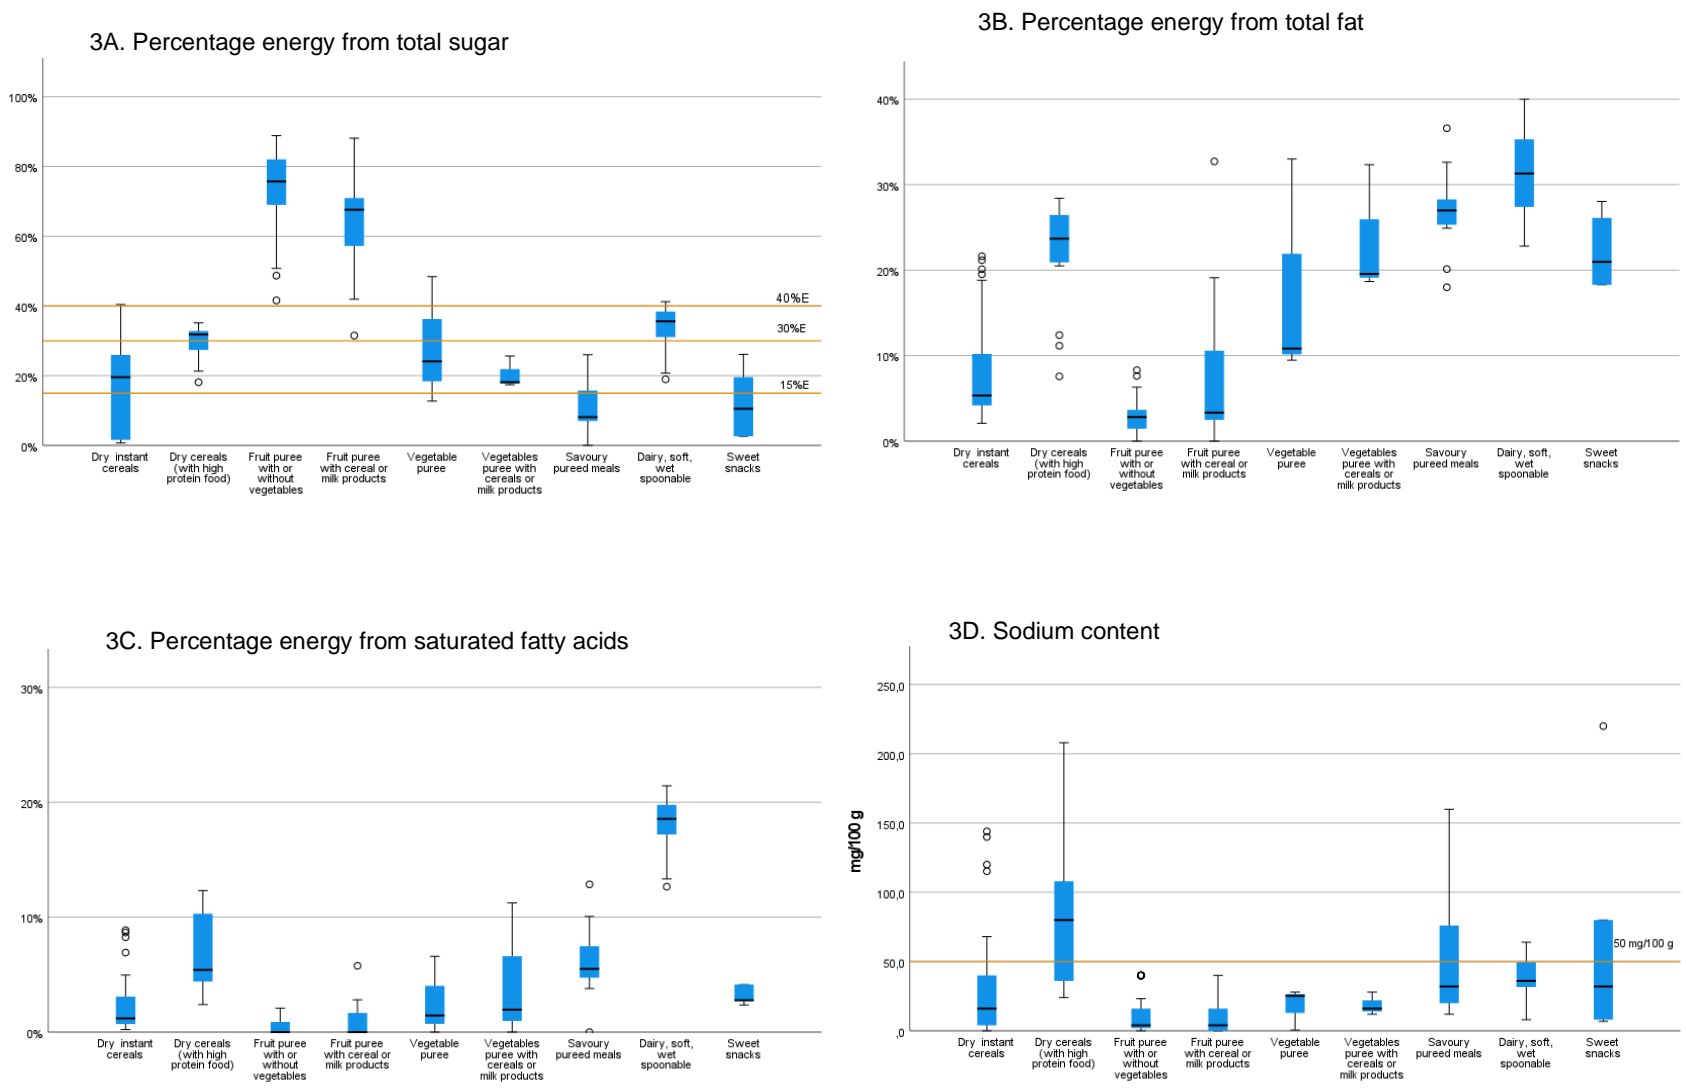 3A. Percentage energy from total sugar
100%
80%
60%
40%
20%
0%
40%E
30%E
15%E
Dry instant
cereals
Dry cereals
(with high
protein food)
Fruit puree
with or
without
vegetables
Fruit puree
with cereal or
milk products
Vegetable
puree
Vegetables
puree with
cereals or
milk products
Savoury
pureed meals
Dairy, soft,
wet
spoonable
Sweet
snacks
3B. Percentage energy from total fat
40%
30%
20%
10%
0%
Dry instant
cereals
Dry cereals
(with high
protein food)
Fruit puree
with or
without
vegetables
Fruit puree
with cereal or
milk products
Vegetable
puree
Vegetables
puree with
cereals or
milk products
Savoury
pureed meals
Dairy, soft,
wet
spoonable
Sweet
snacks
3C. Percentage energy from saturated fatty acids
30%
20%
10%
0%
Dry instant
cereals
Dry cereals
(with high
protein food)
Fruit puree
with or
without
vegetables
Fruit puree
with cereal or
milk products
Vegetable
puree
Vegetables
puree with
cereals or
milk products
Savoury
pureed meals
Dairy, soft,
wet
spoonable
Sweet
snacks
3D. Sodium content
mg/100 g
250,0
200,0
150,0
100,0
50,0
,0
50 mg/100 g
Dry instant
cereals
Dry cereals
(with high
protein food)
Fruit puree
with or
without
vegetables
Fruit puree
with cereal or
milk products
Vegetable
puree
Vegetables
puree with
cereals or
milk products
Savoury
pureed meals
Dairy, soft,
wet
spoonable
Sweet
snacks